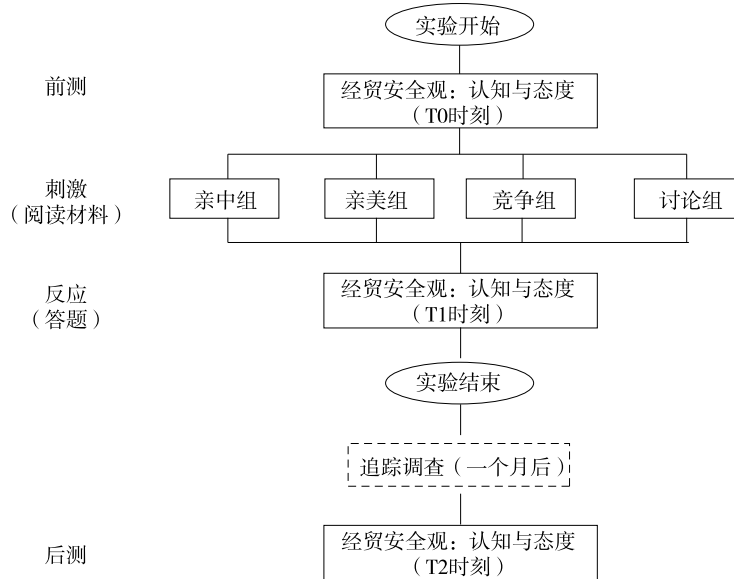 实验开始
前测
经贸安全观：认知与态度
（T0时刻）
刺激
（阅读材料）
亲中组
亲美组
竞争组
讨论组
反应
（答题）
经贸安全观：认知与态度
（T1时刻）
实验结束
追踪调查（一个月后）
后测
经贸安全观：认知与态度
（T2时刻）